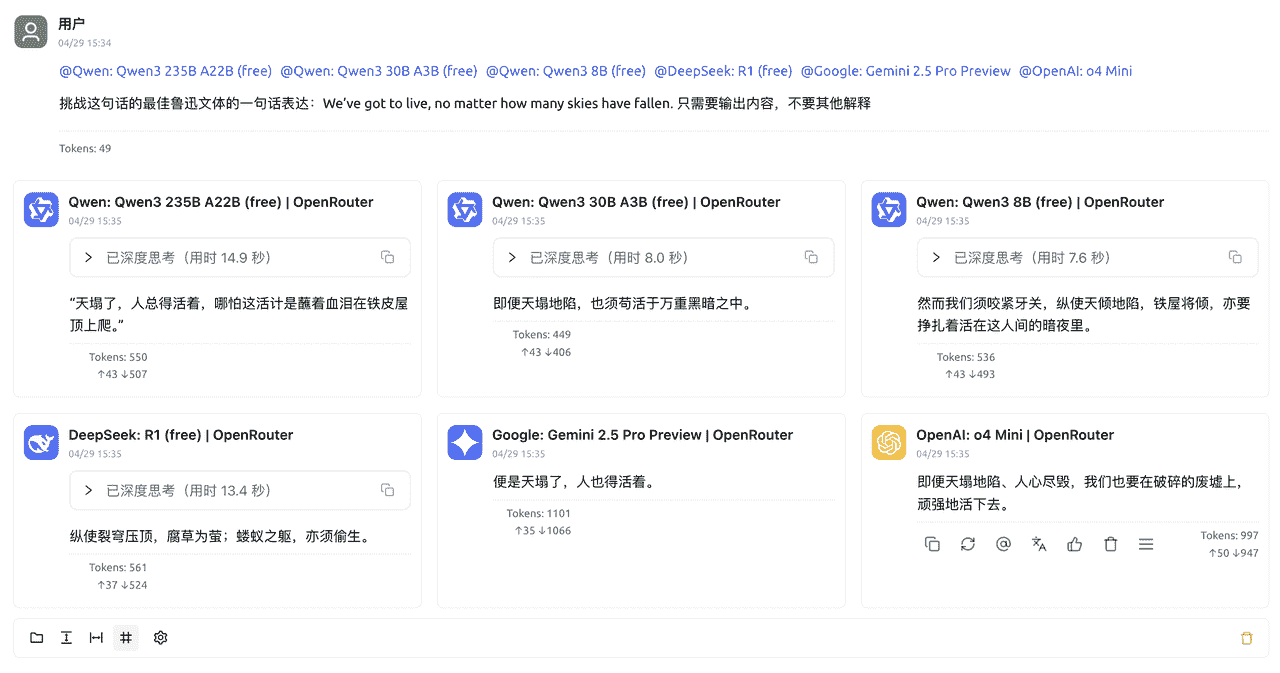 用户
04/29 15:34
@Qwen: Qwen3 235B A22B (free) @Qwen: Qwen3 30B A3B (free) @Qwen: Qwen3 8B (free) @DeepSeek: R1 (free) @Google: Gemini 2.5 Pro Preview @OpenAI: o4 Mini
挑战这句话的最佳鲁迅文体的一句话表达：We've got to live, no matter how many skies have fallen. 只需要输出内容，不要其他解释
Tokens: 49
Qwen: Qwen3 235B A22B (free) | OpenRouter
04/29 15:35
已深度思考（用时 14.9 秒）
“天塌了，人总得活着，哪怕这活计是蘸着血泪在铁皮屋
顶上爬。”
Tokens: 550
↑43 ↓507
Qwen: Qwen3 30B A3B (free) | OpenRouter
04/29 15:35
已深度思考（用时 8.0 秒）
即便天塌地陷，也须苟活于万重黑暗之中。
Tokens: 449
↑43 ↓406
Qwen: Qwen3 8B (free) | OpenRouter
04/29 15:35
已深度思考（用时 7.6 秒）
然而我们须咬紧牙关，纵使天倾地陷，铁屋将倾，亦要
挣扎着活在这人间的暗夜里。
Tokens: 536
↑43 ↓493
DeepSeek: R1 (free) | OpenRouter
04/29 15:35
已深度思考（用时 13.4 秒）
纵使裂穹压顶，腐草为萤；蝼蚁之躯，亦须偷生。
Tokens: 561
↑37 ↓524
Google: Gemini 2.5 Pro Preview | OpenRouter
04/29 15:35
便是天塌了，人也得活着。
Tokens: 1101
↑35 ↓1066
OpenAI: o4 Mini | OpenRouter
04/29 15:35
即便天塌地陷、人心尽毁，我们也要在破碎的废墟上，
顽强地活下去。
Tokens: 997
↑50 ↓947